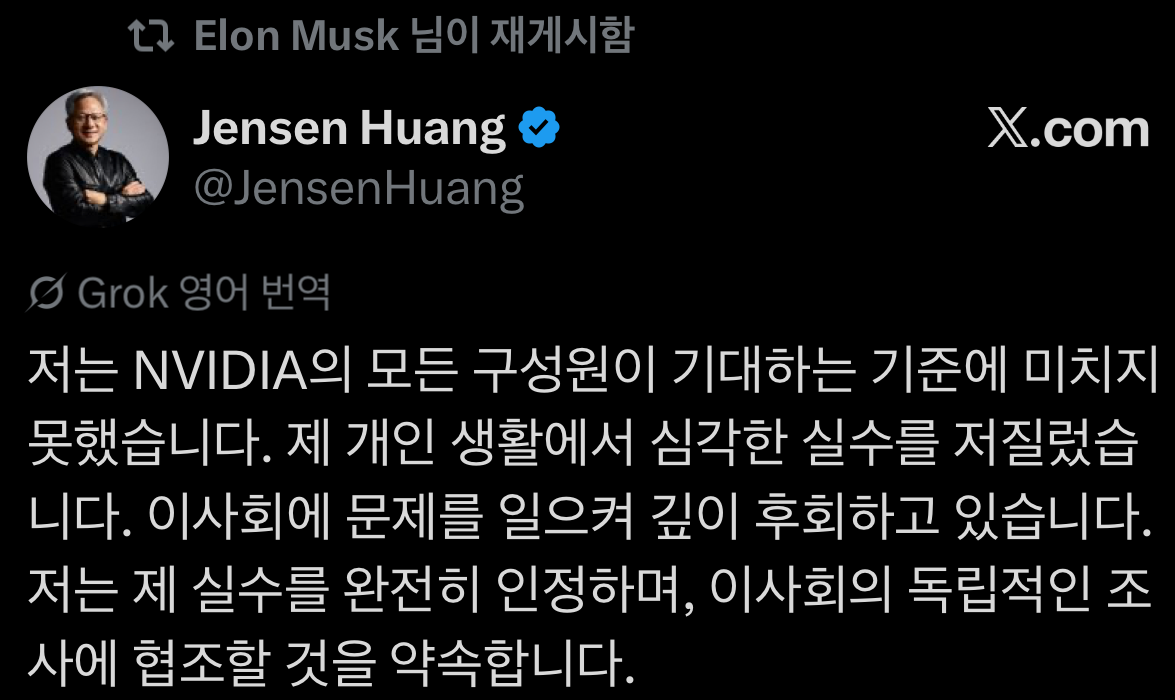 Elon Musk 님이 재게시함
Jensen Huang
X.com
@JensenHuang
Grok 영어 번역
저는 NVIDIA의 모든 구성원이 기대하는 기준에 미치지
못했습니다. 제 개인 생활에서 심각한 실수를 저질렀습
니다. 이사회에 문제를 일으켜 깊이 후회하고 있습니다.
저는 제 실수를 완전히 인정하며, 이사회의 독립적인 조
사에 협조할 것을 약속합니다.